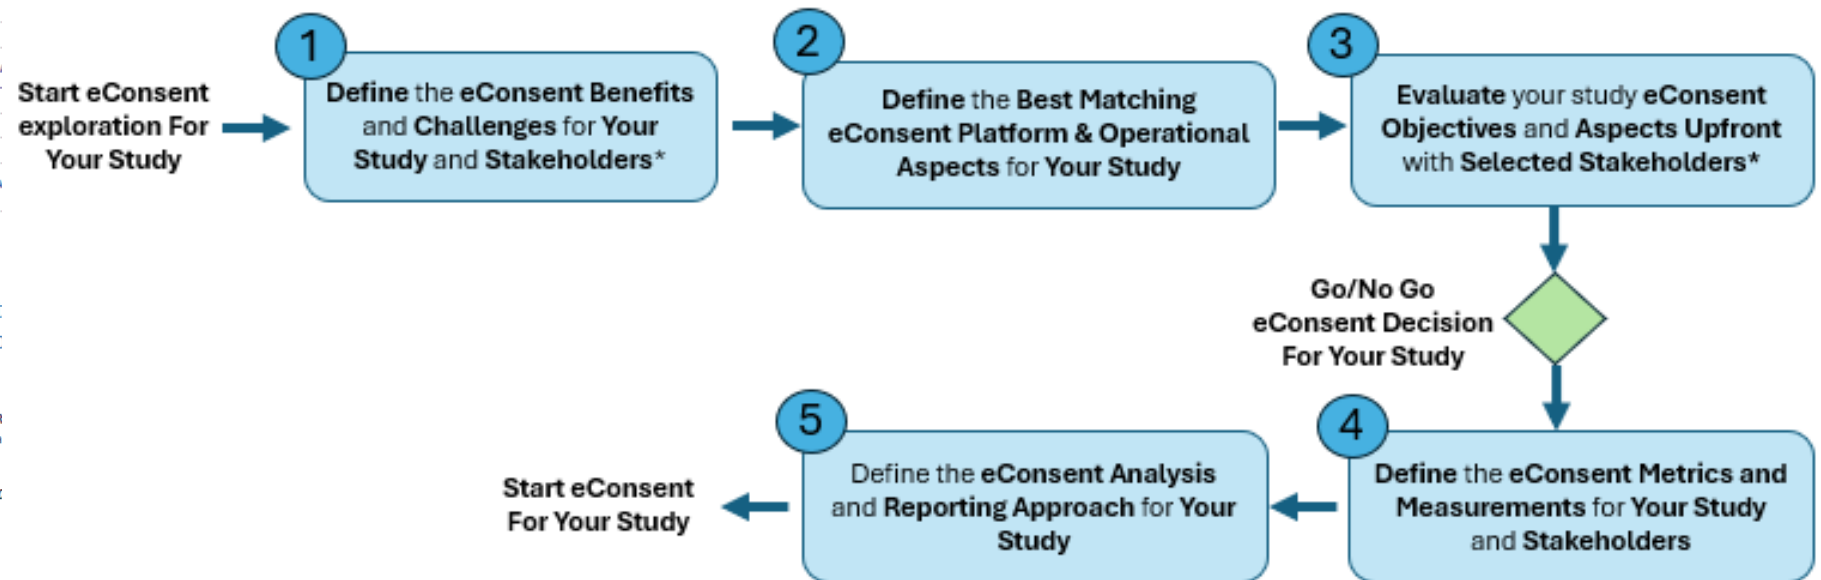 Start eConsent
exploration For
Your Study
1
Define the eConsent Benefits
and Challenges for Your
Study and Stakeholders*
2
Define the Best Matching
eConsent Platform & Operational
Aspects for Your Study
3
Evaluate your study eConsent
Objectives and Aspects Upfront
with Selected Stakeholders*
Go/No Go
eConsent Decision
For Your Study
4
Define the eConsent Metrics and
Measurements for Your Study
and Stakeholders
5
Define the eConsent Analysis
and Reporting Approach for Your
Study
Start eConsent
For Your Study